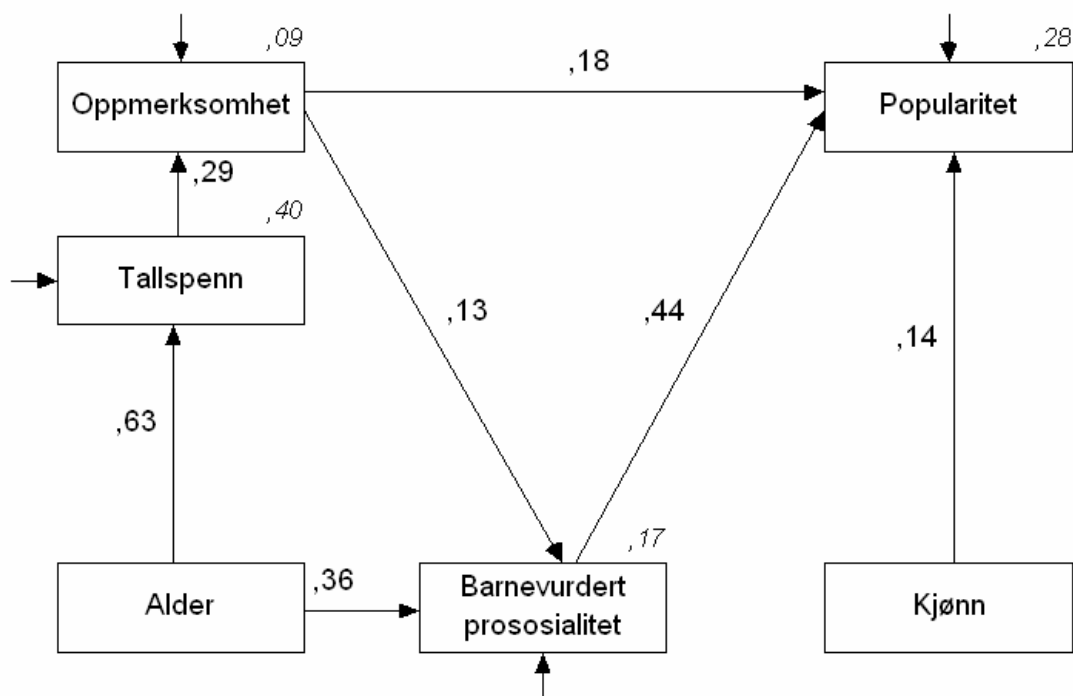 ,09
Oppmerksomhet
,18
,28
Popularitet
,29
,40
Tallspenn
,13
,44
,14
,63
Alder
,36
,17
Barnevurdert
prososialitet
Kjønn